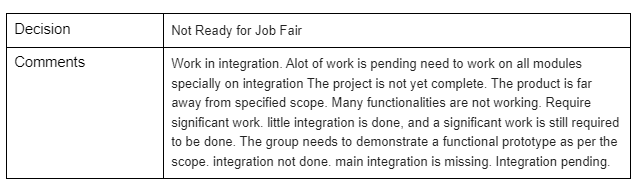 Decision
Not Ready for Job Fair
Comments
Work in integration. Alot of work is pending need to work on all modules
specially on integration The project is not yet complete. The product is far
away from specified scope. Many functionalities are not working. Require
significant work. little integration is done, and a significant work is still required
to be done. The group needs to demonstrate a functional prototype as per the
scope. integration not done. main integration is missing. Integration pending.